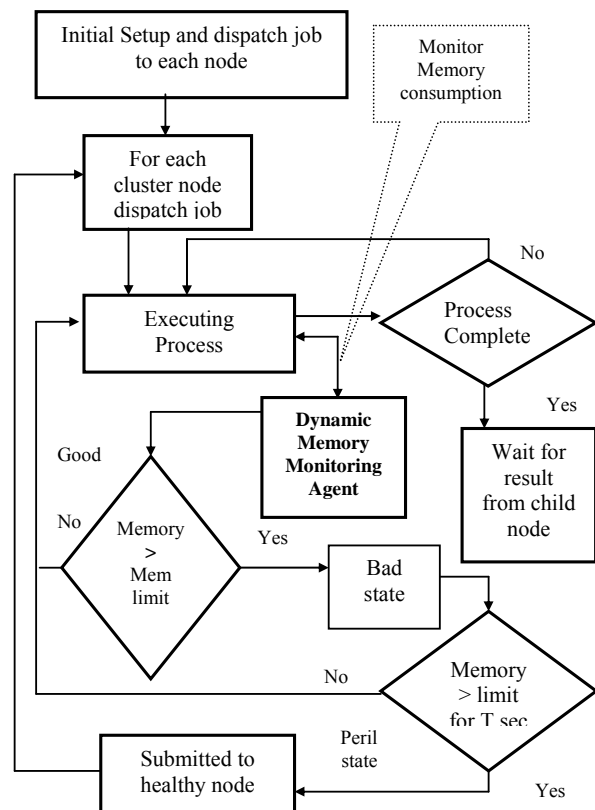 Initial Setup and dispatch job
to each node
Monitor
Memory
consumption
For each
cluster node
dispatch job
No
Executing
Process
Process
Complete
Yes
Dynamic
Memory
Monitoring
Agent
Wait for
result
from child
node
Good
No
Memory
>
Mem
limit
Yes
Bad
state
No
Memory
> limit
for T sec
Peril
state
Submitted to
healthy node
Yes